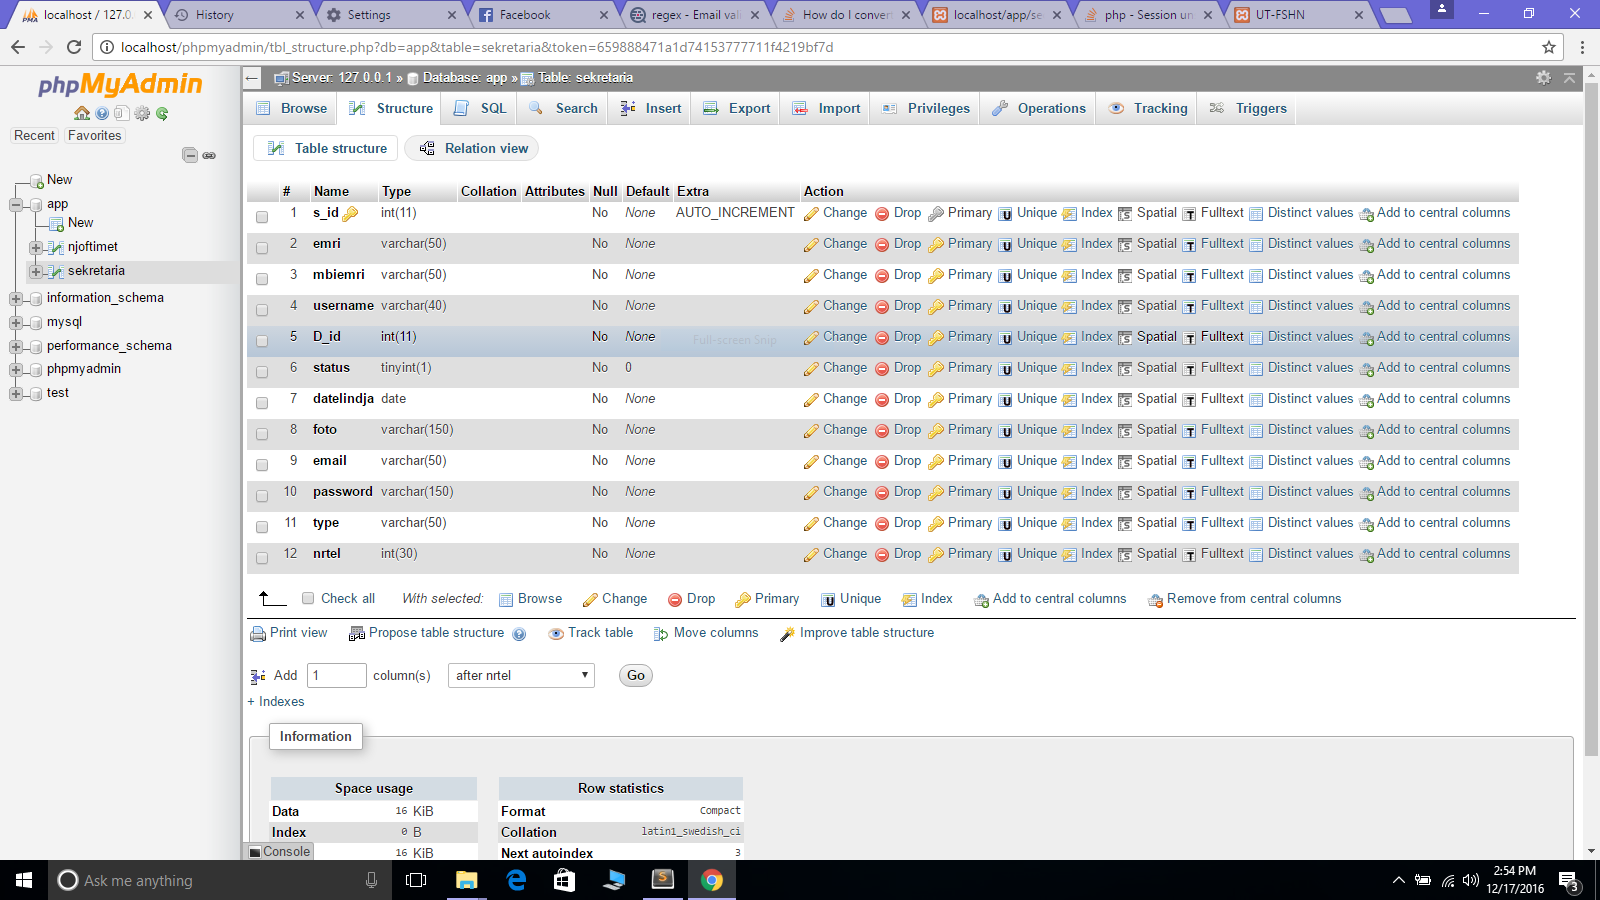 localhost / 127.0.
History
Settings
Facebook
regex - Email vali
How do I conver
localhost/app/se
php - Session un
UT-FSHN
localhost/phpmyadmin/tbl_structure.php?db=app&table=sekretaria&token=659888471a1d74153777711f4219bf7d
phpMyAdmin
Recent Favorites
New
app
New
njoftimet
sekretaria
information_schema
mysql
performance_schema
phpmyadmin
test
Server: 127.0.0.1 » Database: app » Table: sekretaria
Browse Structure SQL Search Insert Export Import Privileges Operations Tracking Triggers
Table structure Relation view
# Name Type Collation Attributes Null Default Extra Action
1 s_id int(11) No None AUTO_INCREMENT Change Drop Primary Unique Index Spatial Fulltext Distinct values Add to central columns
2 emri varchar(50) No None Change Drop Primary Unique Index Spatial Fulltext Distinct values Add to central columns
3 mbiemri varchar(50) No None Change Drop Primary Unique Index Spatial Fulltext Distinct values Add to central columns
4 username varchar(40) No None Change Drop Primary Unique Index Spatial Fulltext Distinct values Add to central columns
5 D_id int(11) No None Full-screen Snip Change Drop Primary Unique Index Spatial Fulltext Distinct values Add to central columns
6 status tinyint(1) No 0 Change Drop Primary Unique Index Spatial Fulltext Distinct values Add to central columns
7 datelindja date No None Change Drop Primary Unique Index Spatial Fulltext Distinct values Add to central columns
8 foto varchar(150) No None Change Drop Primary Unique Index Spatial Fulltext Distinct values Add to central columns
9 email varchar(50) No None Change Drop Primary Unique Index Spatial Fulltext Distinct values Add to central columns
10 password varchar(150) No None Change Drop Primary Unique Index Spatial Fulltext Distinct values Add to central columns
11 type varchar(50) No None Change Drop Primary Unique Index Spatial Fulltext Distinct values Add to central columns
12 nrtel int(30) No None Change Drop Primary Unique Index Spatial Fulltext Distinct values Add to central columns
Check all With selected: Browse Change Drop Primary Unique Index Add to central columns Remove from central columns
Print view Propose table structure Track table Move columns Improve table structure
Add 1 column(s) after nrtel Go
+ Indexes
Information
Space usage
Data 16 KiB
Index 0 B
16 KiB
Row statistics
Format Compact
Collation latin1_swedish_ci
Next autoindex 3
Console
Ask me anything
2:54 PM
12/17/2016
3